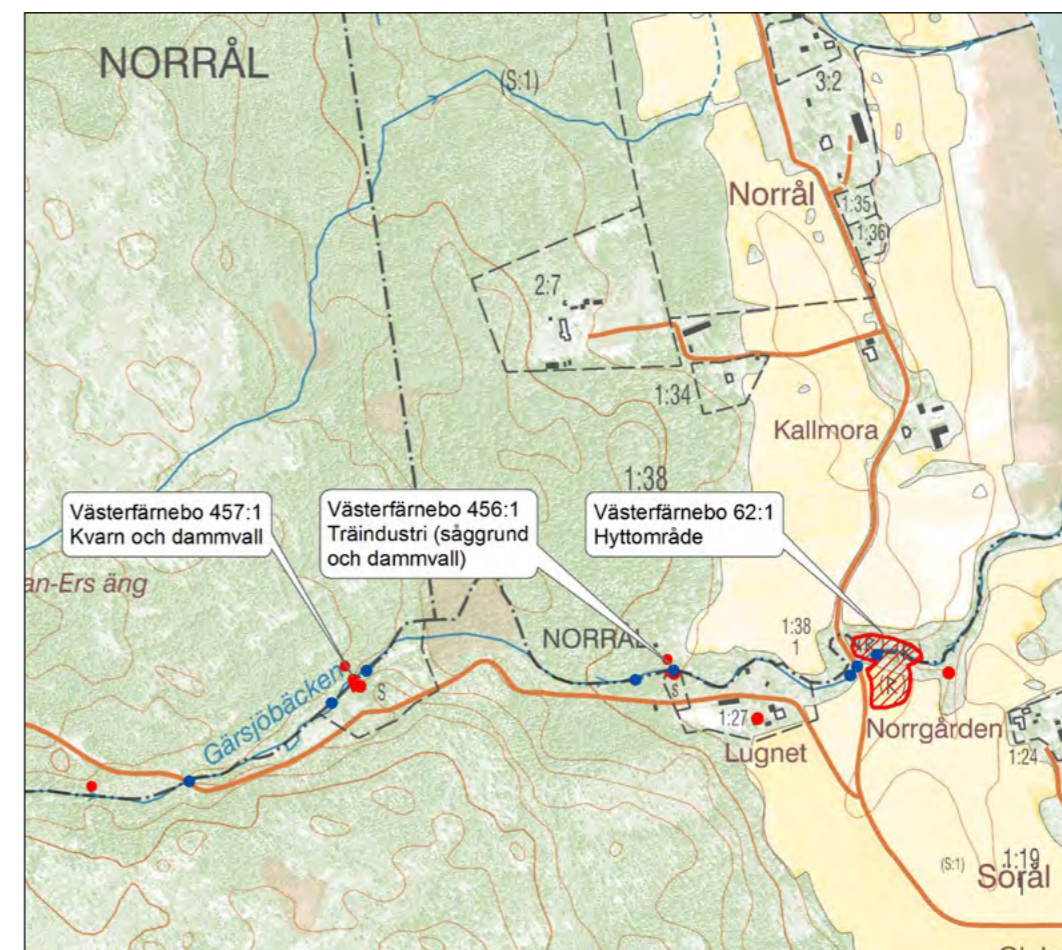 NORRÅL
(S:1)
3:2
Norrål
1:35
1:36
2:7
1:34
Kallmora
1:38
Västerfärnebo 457:1
Kvarn och dammvall
Västerfärnebo 456:1
Träindustri (såggrund
och dammvall)
Västerfärnebo 62:1
Hyttområde
an-Ers äng
NORRÅL
1:38
1
Gärsjöbäcken
S
s
(R)
1:27
Lugnet
Norrgården
1:24
(S:1)
1:19
1
Sörål